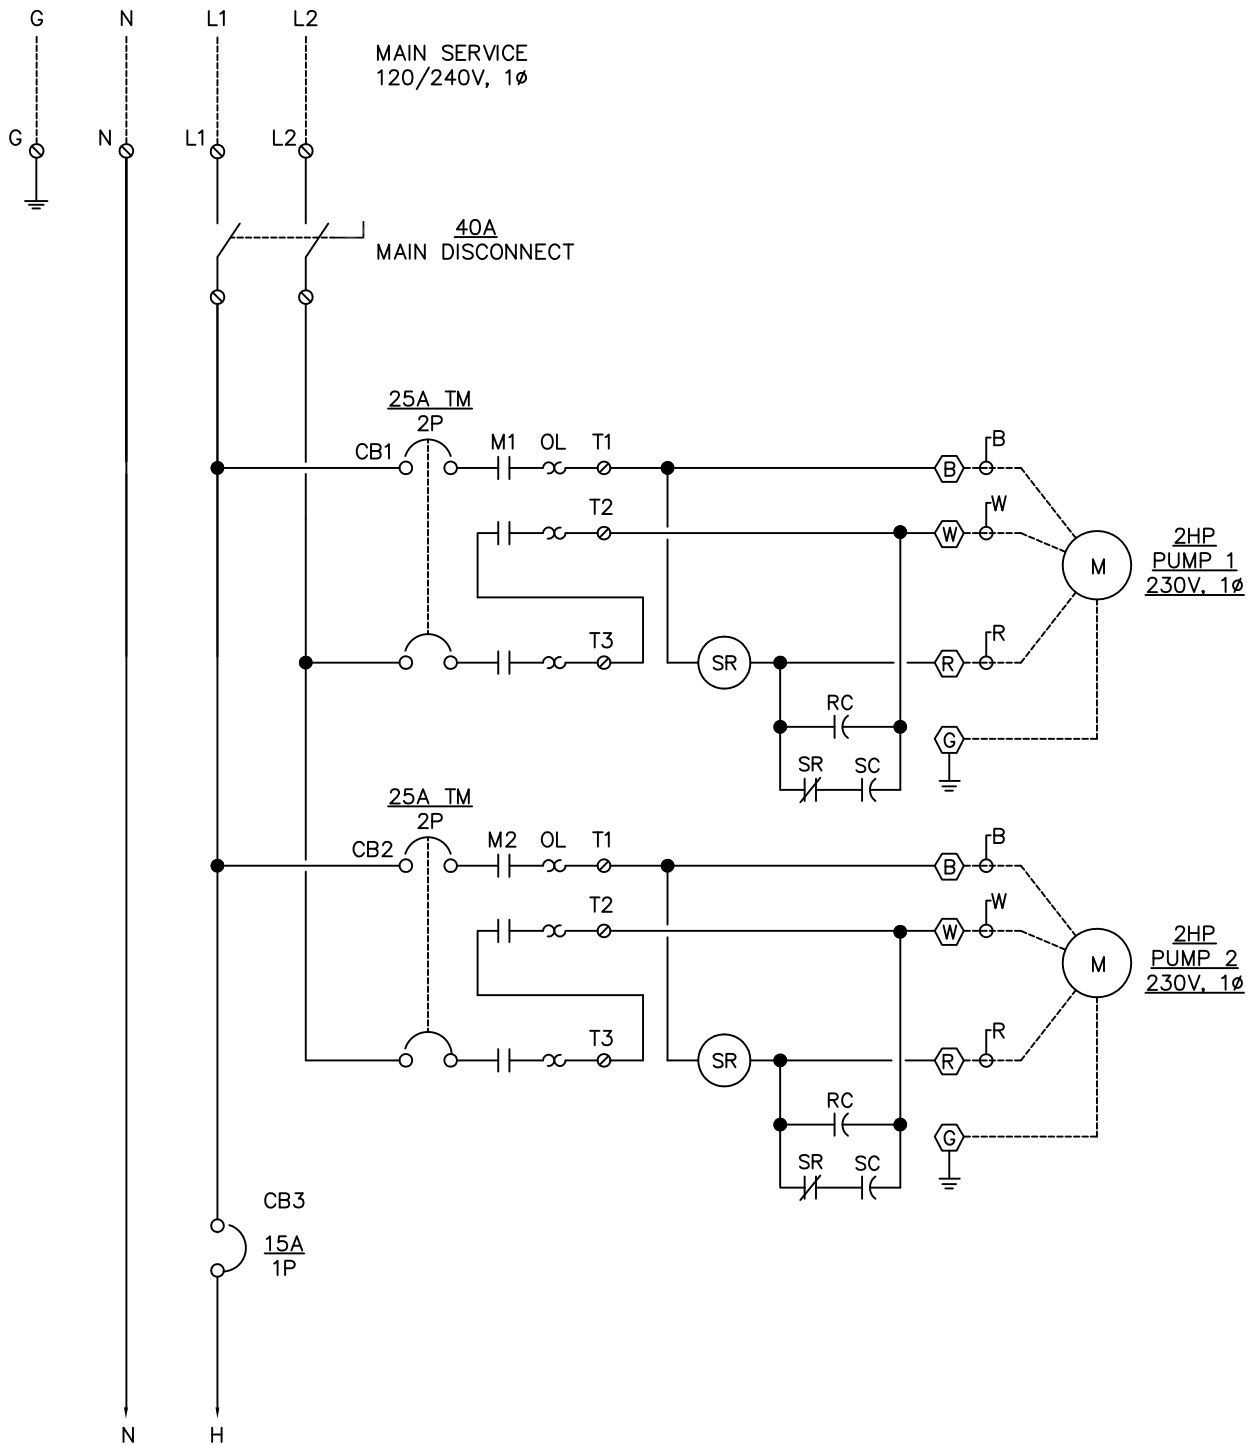 G N L1 L2
MAIN SERVICE
120/240V, 1ø
G N L1 L2
40A
MAIN DISCONNECT
25A TM
2P
CB1 M1 OL T1 B
B
T2 W
W
2HP
PUMP 1
230V, 1ø
M
T3 R
SR R
RC
G
SR SC
25A TM
2P
CB2 M2 OL T1 B
B
T2 W
W
2HP
PUMP 2
230V, 1ø
M
T3 R
SR R
RC
G
SR SC
CB3
15A
1P
N H